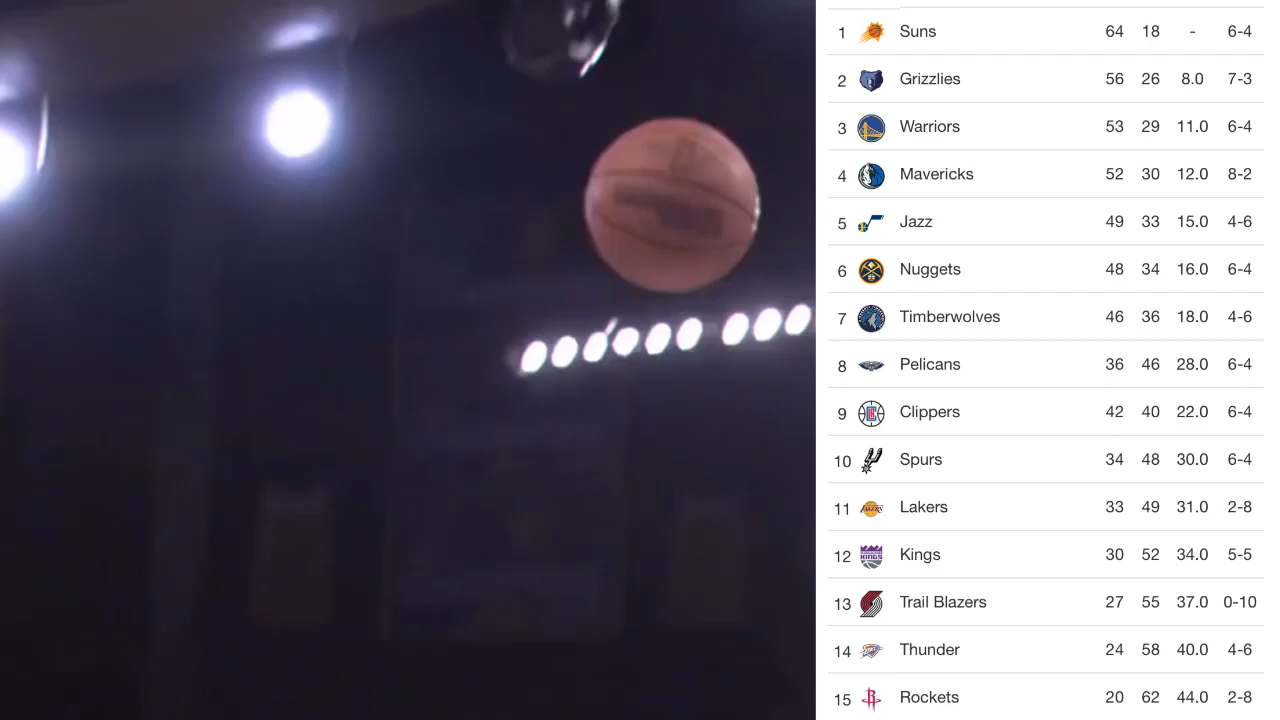 1 Suns 64 18 - 6-4
2 Grizzlies 56 26 8.0 7-3
3 Warriors 53 29 11.0 6-4
4 Mavericks 52 30 12.0 8-2
5 Jazz 49 33 15.0 4-6
6 Nuggets 48 34 16.0 6-4
7 Timberwolves 46 36 18.0 4-6
8 Pelicans 36 46 28.0 6-4
9 Clippers 42 40 22.0 6-4
10 Spurs 34 48 30.0 6-4
11 Lakers 33 49 31.0 2-8
12 Kings 30 52 34.0 5-5
13 Trail Blazers 27 55 37.0 0-10
14 Thunder 24 58 40.0 4-6
15 Rockets 20 62 44.0 2-8